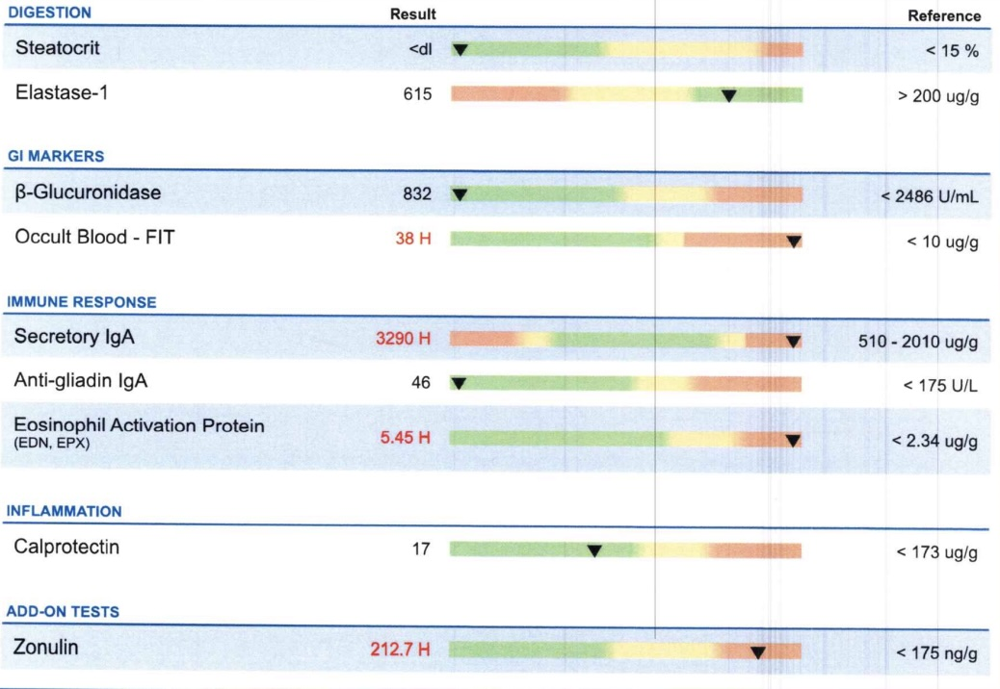 DIGESTION Result Reference
Steatocrit <dl < 15 %
Elastase-1 615 > 200 ug/g
GI MARKERS
β-Glucuronidase 832 < 2486 U/mL
Occult Blood - FIT 38 H < 10 ug/g
IMMUNE RESPONSE
Secretory IgA 3290 H 510 - 2010 ug/g
Anti-gliadin IgA 46 < 175 U/L
Eosinophil Activation Protein 5.45 H < 2.34 ug/g
(EDN, EPX)
INFLAMMATION
Calprotectin 17 < 173 ug/g
ADD-ON TESTS
Zonulin 212.7 H < 175 ng/g